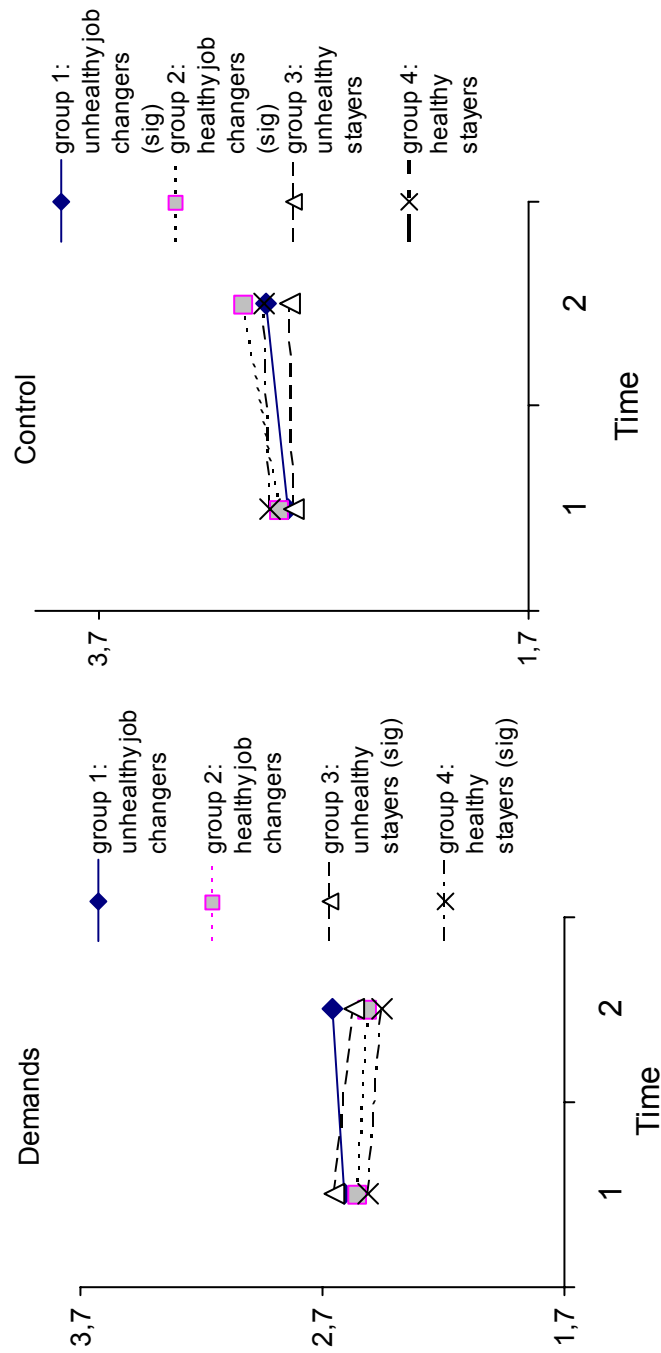 Demands
3,7
2,7
1,7
1
2
Time
group 1:
unhealthy job
changers
group 2:
healthy job
changers
group 3:
unhealthy
stayers (sig)
group 4:
healthy
stayers (sig)
Control
3,7
1,7
1
2
Time
group 1:
unhealthy job
changers
(sig)
group 2:
healthy job
changers
(sig)
group 3:
unhealthy
stayers
group 4:
healthy
stayers